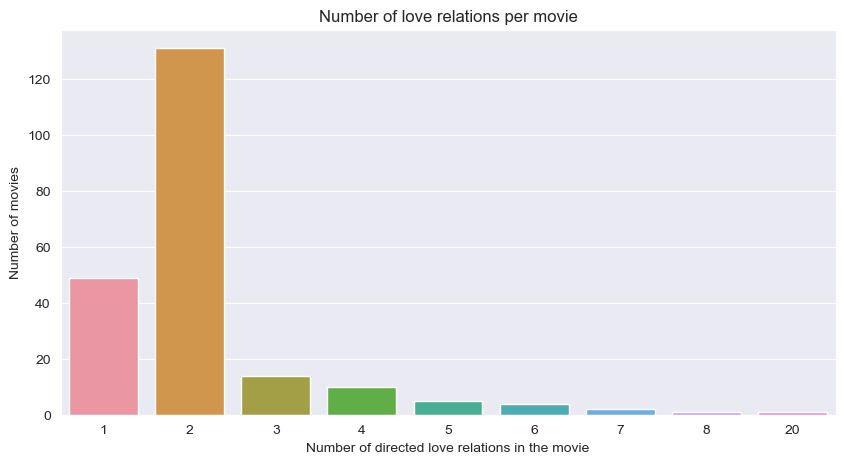 Number of love relations per movie
Number of movies
120
100
80
60
40
20
0
1 2 3 4 5 6 7 8 20
Number of directed love relations in the movie